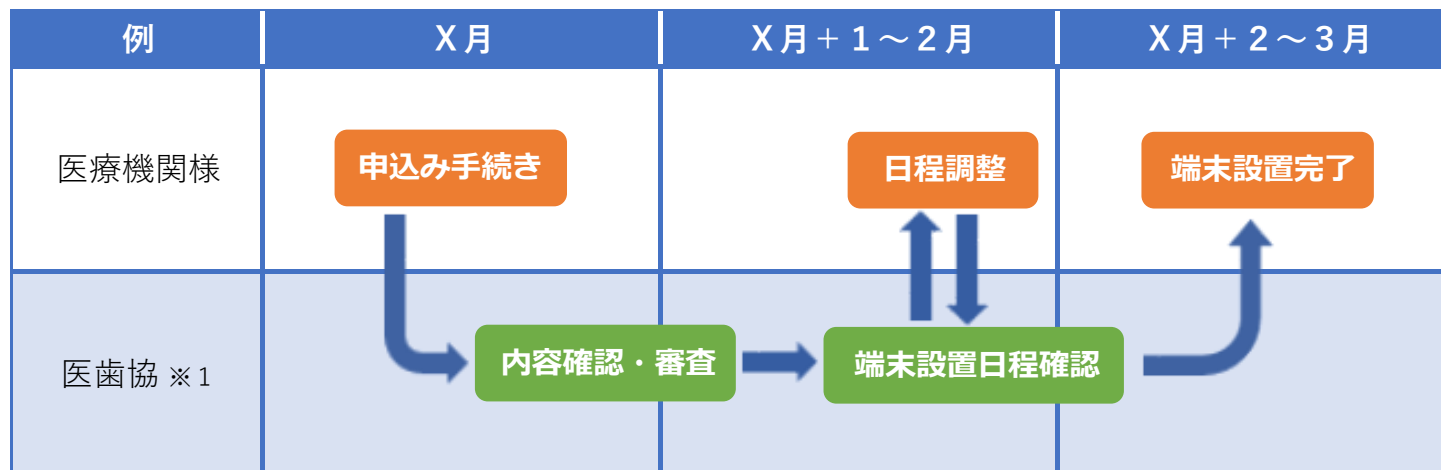 例 X月 X月+1～2月 X月+2～3月
医療機関様 申込み手続き 日程調整 端末設置完了
医歯協 ※1 内容確認・審査 端末設置日程確認